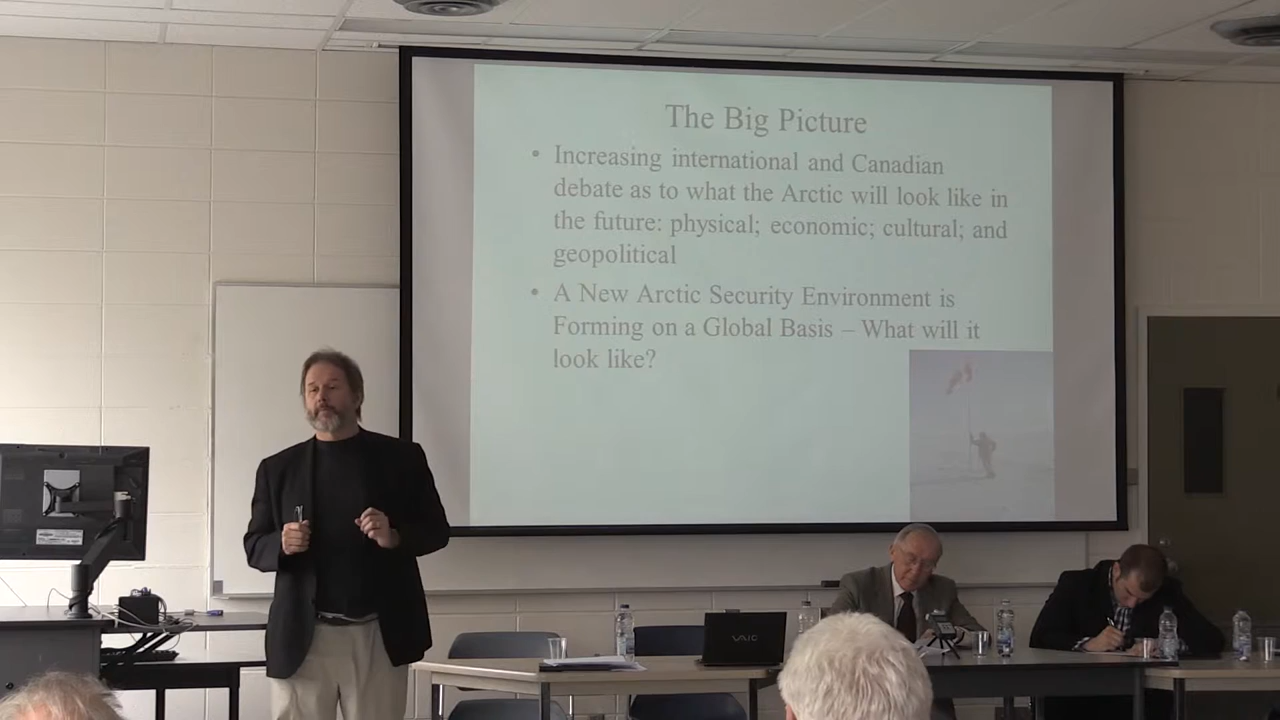 The Big Picture
• Increasing international and Canadian
debate as to what the Arctic will look like in
the future: physical; economic; cultural; and
geopolitical
• A New Arctic Security Environment is
Forming on a Global Basis – What will it
look like?
VAIO